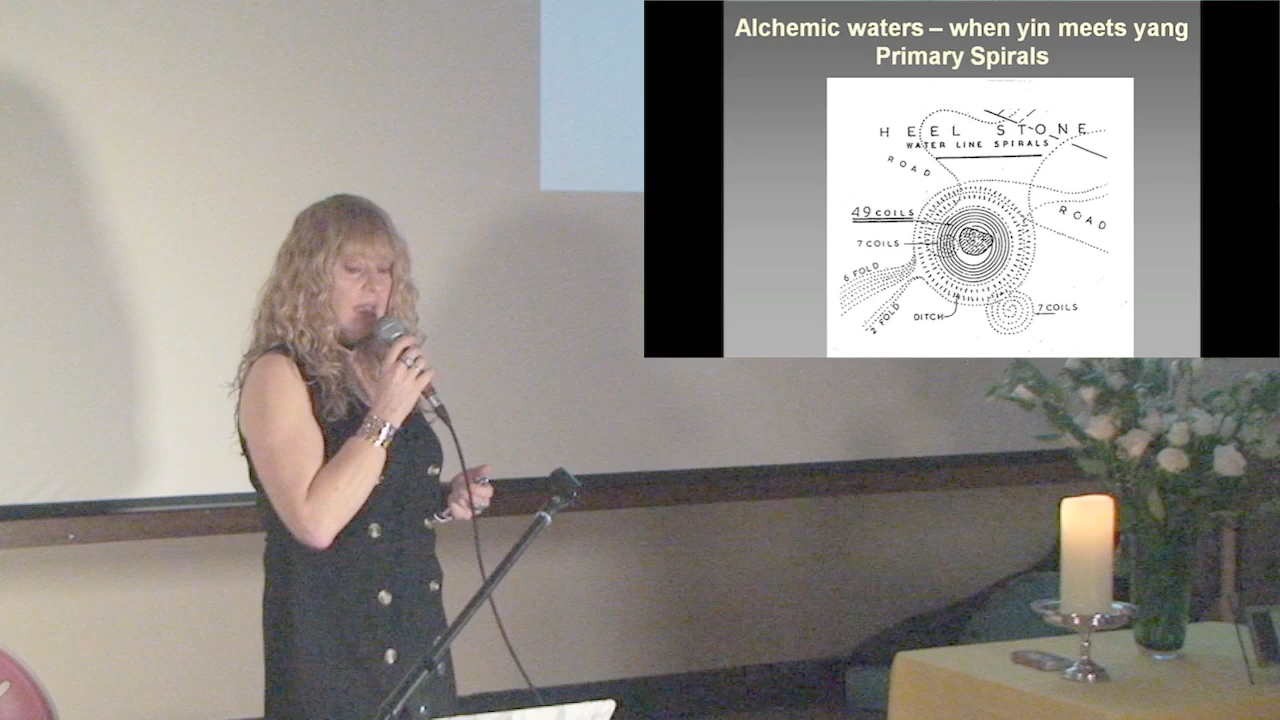 Alchemic waters – when yin meets yang
Primary Spirals
HEEL STONE
WATER LINE SPIRALS
ROAD
ROAD
49 COILS
7 COILS
6 FOLD
2 FOLD
DITCH
7 COILS